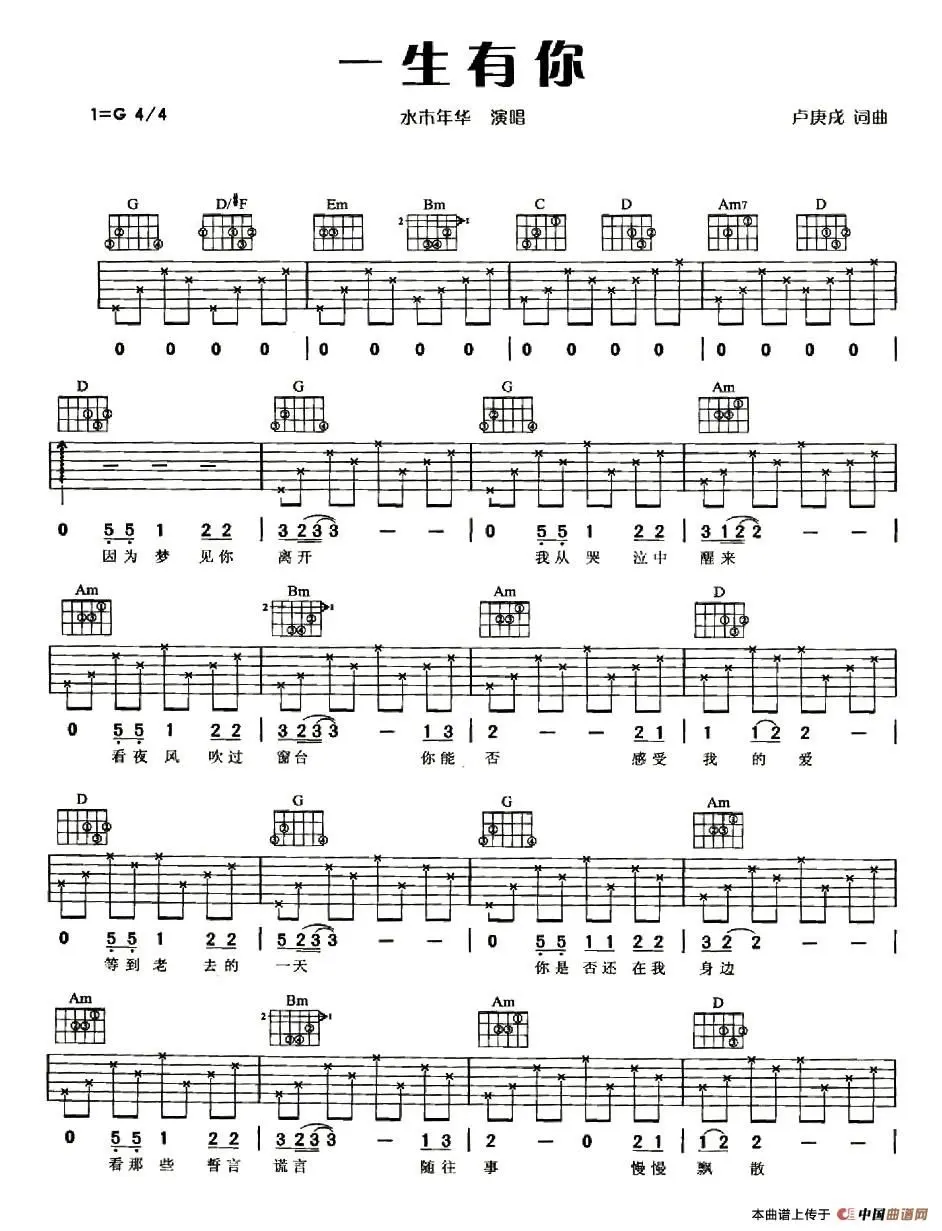 一生有你
1=G 4/4 水木年华 演唱 卢庚戌 词曲
G D/#F Em Bm C D Am7 D
2 1
0 0 0 0 | 0 0 0 0 | 0 0 0 0 | 0 0 0 0 |
D G G Am
0 5 5 1 2 2 | 3 2 3 3 — — | 0 5 5 1 2 2 | 3 1 2 2 — — |
因为 梦 见你 离开 我从 哭 泣中 醒来
Am Bm Am D
2 1
0 5 5 1 2 2 | 3 2 3 3 — 1 3 | 2 — — 2 1 | 1 1 2 2 — |
看夜 风 吹过 窗台 你能 否 感受 我 的 爱
D G G Am
0 5 5 1 2 2 | 5 2 3 3 — — | 0 5 5 1 1 2 2 | 3 2 2 — — |
等到 老 去的 一天 你是 否还 在我 身边
Am Bm Am D
2 1
0 5 5 1 2 2 | 3 2 3 3 — 2 1 | 2 — 0 2 1 | 1 2 2 — — |
看那 些 誓言 谎言 随往 事 慢慢 飘 散
本曲谱上传于 中国曲谱网